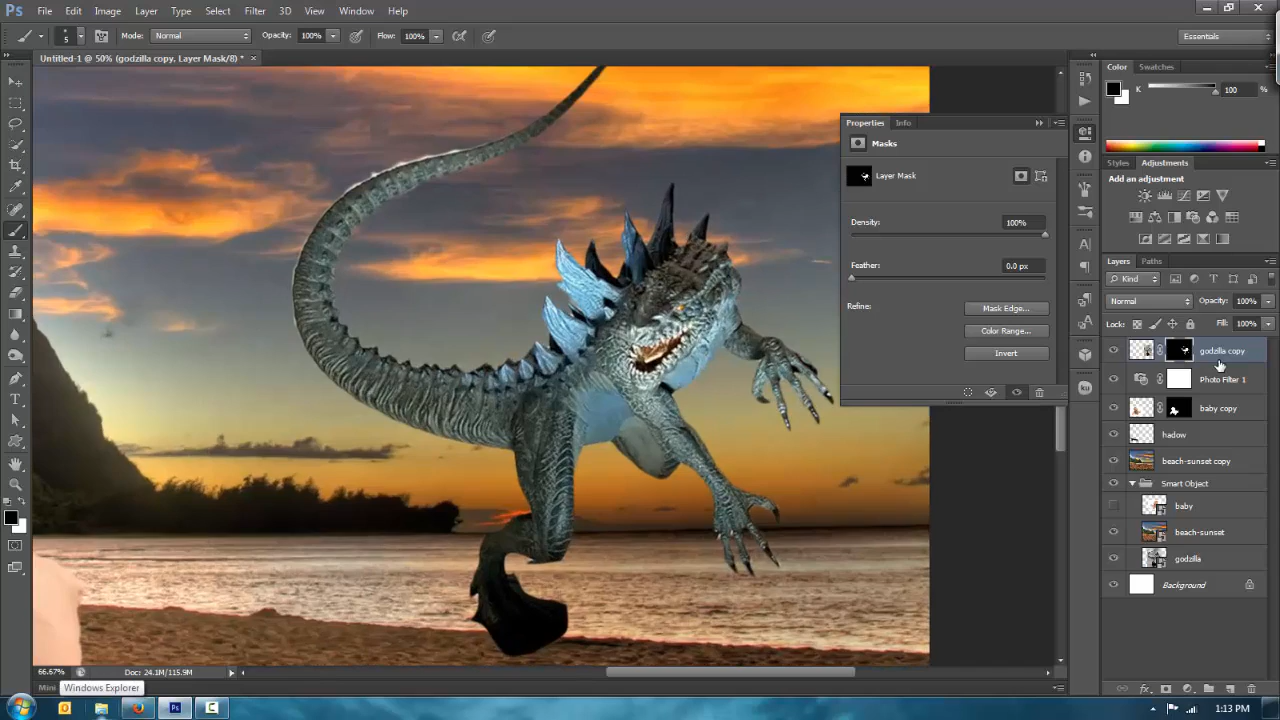 Ps File Edit Image Layer Type Select Filter 3D View Window Help
5 Mode: Normal Opacity: 100% Flow: 100% Essentials
Untitled-1 @ 50% (godzilla copy, Layer Mask/8) * ×
Color Swatches
K 100 %
Properties Info
Masks
Layer Mask
Density: 100%
Feather: 0.0 px
Refine: Mask Edge...
Color Range...
Invert
Styles Adjustments
Add an adjustment
Layers Paths
Kind
Normal Opacity: 100%
Lock: Fill: 100%
godzilla copy
Photo Filter 1
baby copy
hadow
beach-sunset copy
Smart Object
baby
beach-sunset
godzilla
Background
ku
66.67% Doc: 24.1M/115.9M
Mini
Windows Explorer
1:13 PM